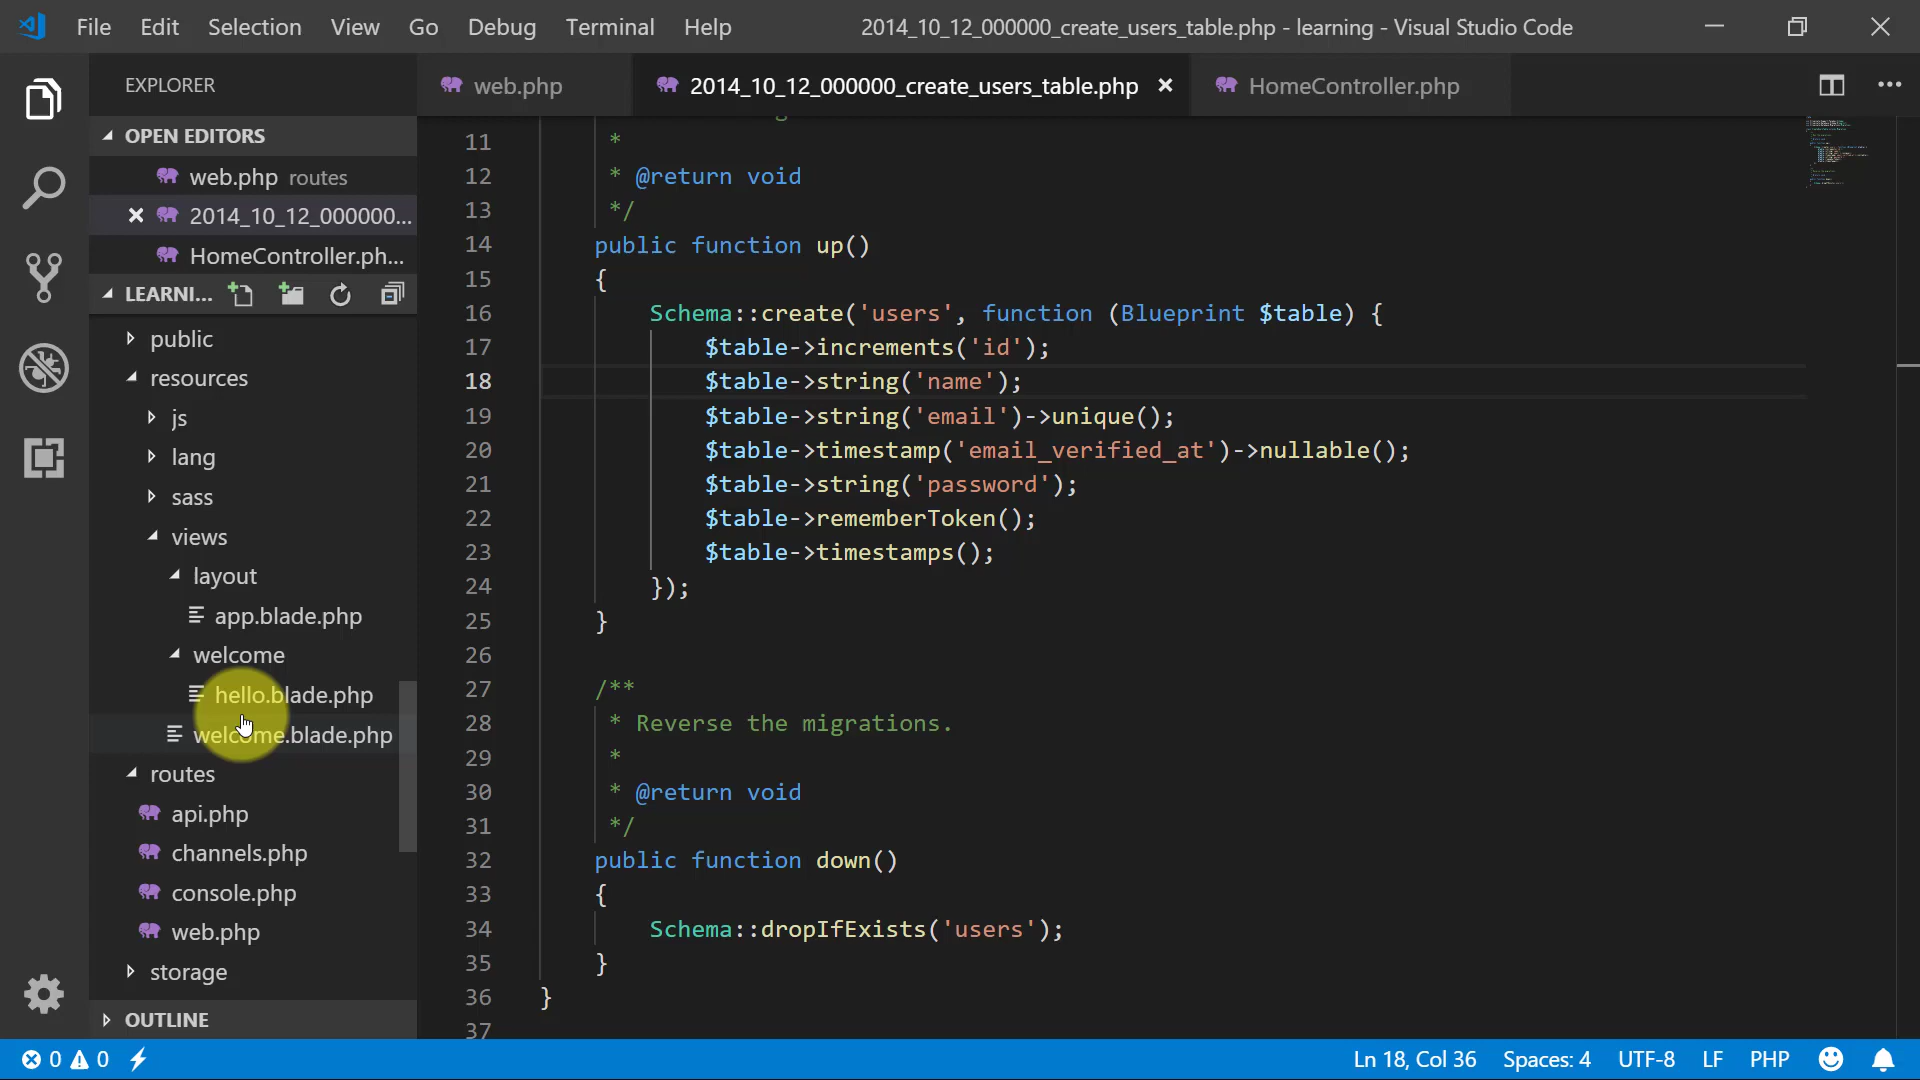 File Edit Selection View Go Debug Terminal Help 2014_10_12_000000_create_users_table.php - learning - Visual Studio Code
EXPLORER
OPEN EDITORS
web.php routes
2014_10_12_000000...
HomeController.ph...
LEARNI...
public
resources
js
lang
sass
views
layout
app.blade.php
welcome
hello.blade.php
welcome.blade.php
routes
api.php
channels.php
console.php
web.php
storage
OUTLINE
web.php 2014_10_12_000000_create_users_table.php HomeController.php
11 *
12 * @return void
13 */
14 public function up()
15 {
16 Schema::create('users', function (Blueprint $table) {
17 $table->increments('id');
18 $table->string('name');
19 $table->string('email')->unique();
20 $table->timestamp('email_verified_at')->nullable();
21 $table->string('password');
22 $table->rememberToken();
23 $table->timestamps();
24 });
25 }
26
27 /**
28 * Reverse the migrations.
29 *
30 * @return void
31 */
32 public function down()
33 {
34 Schema::dropIfExists('users');
35 }
36 }
37
0 0 Ln 18, Col 36 Spaces: 4 UTF-8 LF PHP